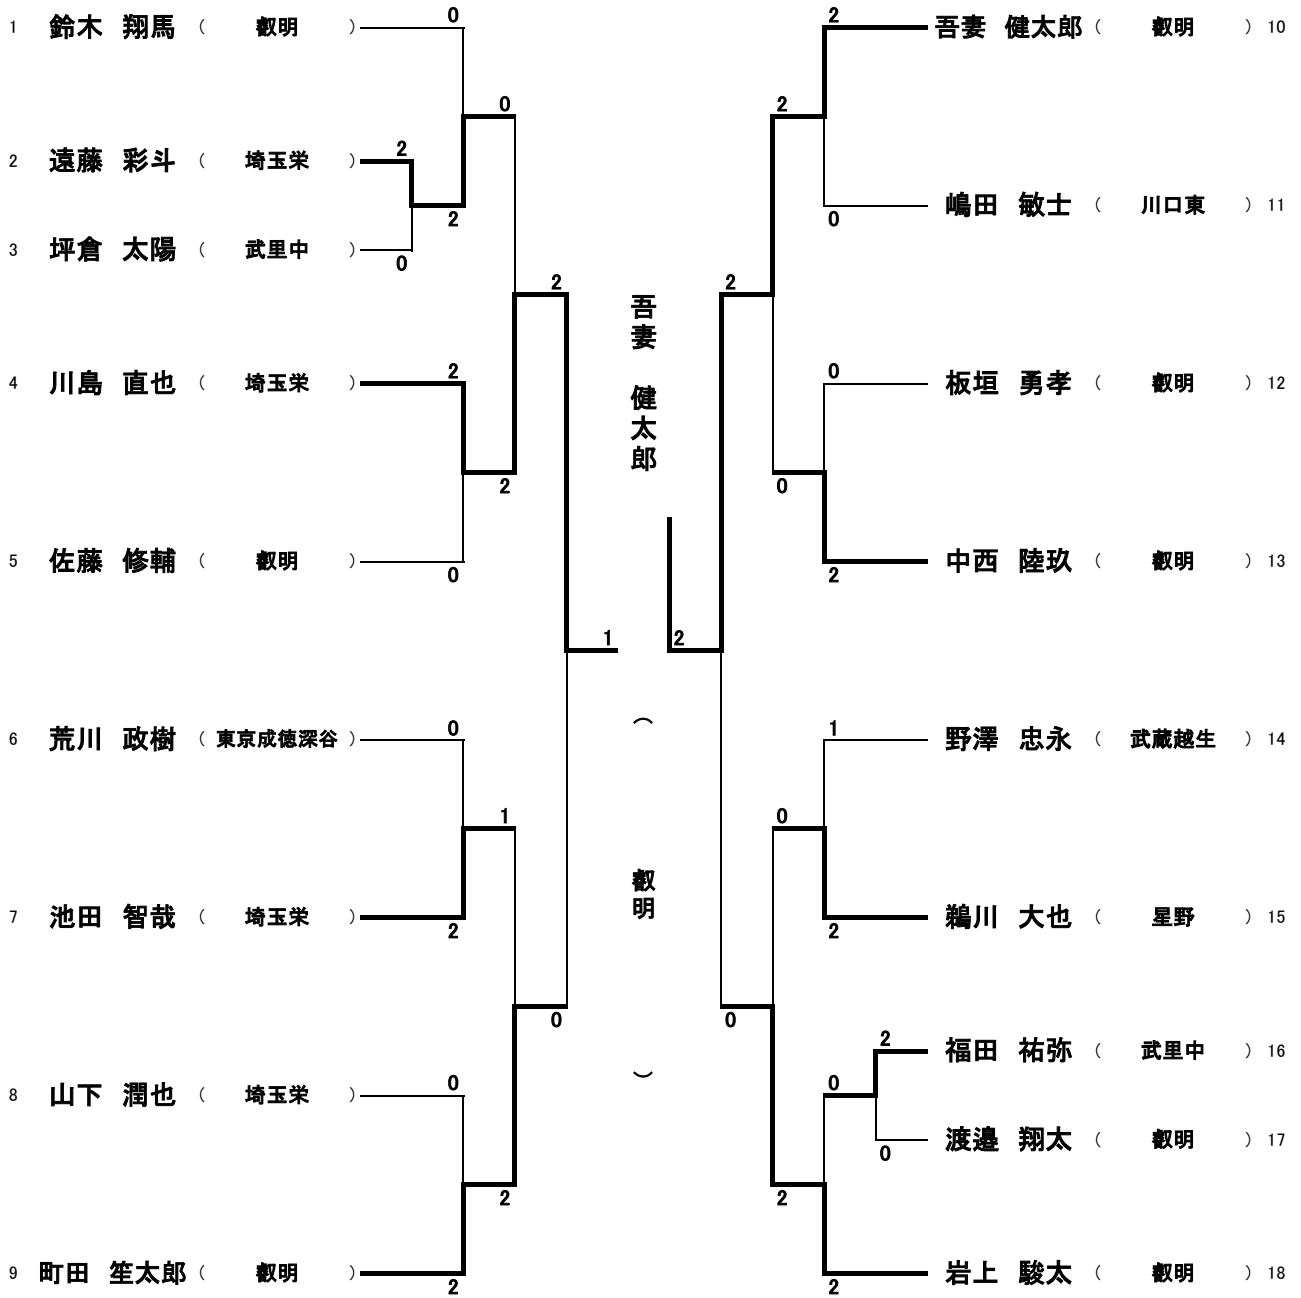 1 鈴木 翔馬 （ 叡明 ） 0
2 遠藤 彩斗 （ 埼玉栄 ） 2
0
2
3 坪倉 太陽 （ 武里中 ） 0
2
4 川島 直也 （ 埼玉栄 ） 2
2
5 佐藤 修輔 （ 叡明 ） 0
1
6 荒川 政樹 （ 東京成徳深谷 ） 0
1
7 池田 智哉 （ 埼玉栄 ） 2
0
8 山下 潤也 （ 埼玉栄 ） 0
2
9 町田 笙太郎 （ 叡明 ） 2
吾妻 健太郎
（ 叡明 ）
2 吾妻 健太郎 （ 叡明 ） 10
2
0 嶋田 敏士 （ 川口東 ） 11
2
0 板垣 勇孝 （ 叡明 ） 12
0
2 中西 陸玖 （ 叡明 ） 13
2
1 野澤 忠永 （ 武蔵越生 ） 14
0
2 鵜川 大也 （ 星野 ） 15
0
2 福田 祐弥 （ 武里中 ） 16
0
0 渡邉 翔太 （ 叡明 ） 17
2
2 岩上 駿太 （ 叡明 ） 18